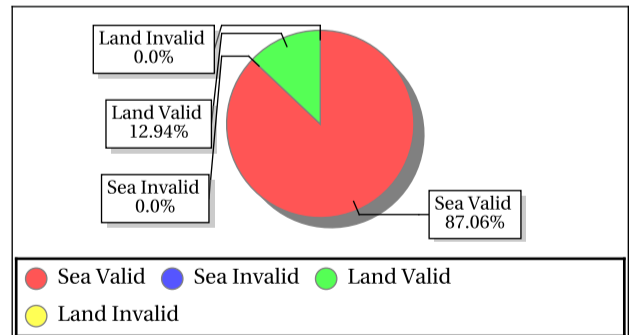 Land Invalid
0.0%
Land Valid
12.94%
Sea Invalid
0.0%
Sea Valid
87.06%
Sea Valid Sea Invalid Land Valid
Land Invalid